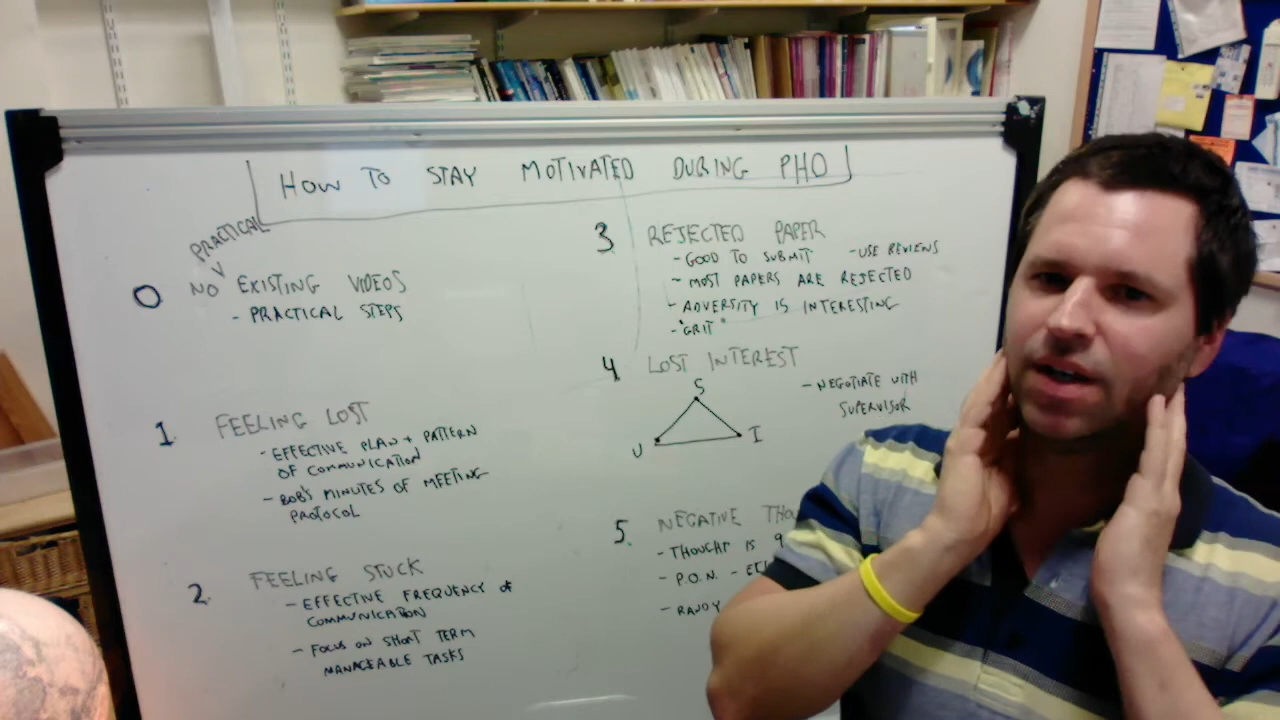 HOW TO STAY MOTIVATED DURING PHD
PRACTICAL
0 NO EXISTING VIDEOS
- PRACTICAL STEPS
1. FEELING LOST
- EFFECTIVE PLAN + PATTERN
OF COMMUNICATION
- BOB'S MINUTES OF MEETING
PROTOCOL
2. FEELING STUCK
- EFFECTIVE FREQUENCY OF
COMMUNICATION
- FOCUS ON SHORT TERM
MANAGEABLE TASKS
3 REJECTED PAPER
- GOOD TO SUBMIT - USE REVIEWS
- MOST PAPERS ARE REJECTED
- ADVERSITY IS INTERESTING
- "GRIT"
4 LOST INTEREST
S
U I
- NEGOTIATE WITH
SUPERVISOR
5. NEGATIVE
- THOUGHT IS
- P.O.N.
- RANDY